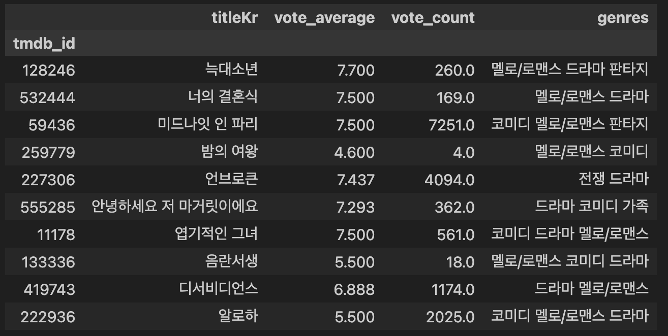 titleKr vote_average vote_count genres
tmdb_id
128246 늑대소년 7.700 260.0 멜로/로맨스 드라마 판타지
532444 너의 결혼식 7.500 169.0 멜로/로맨스 드라마
59436 미드나잇 인 파리 7.500 7251.0 코미디 멜로/로맨스 판타지
259779 밤의 여왕 4.600 4.0 멜로/로맨스 코미디
227306 언브로큰 7.437 4094.0 전쟁 드라마
555285 안녕하세요 저 마거릿이에요 7.293 362.0 드라마 코미디 가족
11178 엽기적인 그녀 7.500 561.0 코미디 드라마 멜로/로맨스
133336 음란서생 5.500 18.0 멜로/로맨스 코미디 드라마
419743 디서비디언스 6.888 1174.0 드라마 멜로/로맨스
222936 알로하 5.500 2025.0 코미디 멜로/로맨스 드라마